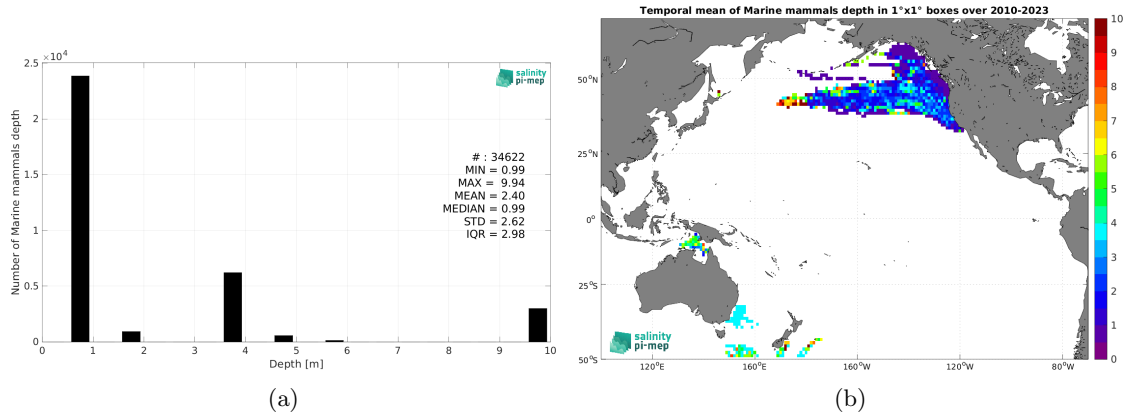 ×10⁴
2.5
2
1.5
1
0.5
0
Number of Marine mammals depth
salinity
pi-mep
# : 34622
MIN = 0.99
MAX = 9.94
MEAN = 2.40
MEDIAN = 0.99
STD = 2.62
IQR = 2.98
0 1 2 3 4 5 6 7 8 9 10
Depth [m]
(a)
Temporal mean of Marine mammals depth in 1°x1° boxes over 2010-2023
50°N
25°N
0°
25°S
50°S
salinity
pi-mep
120°E 160°E 160°W 120°W 80°W
10
9
8
7
6
5
4
3
2
1
0
(b)